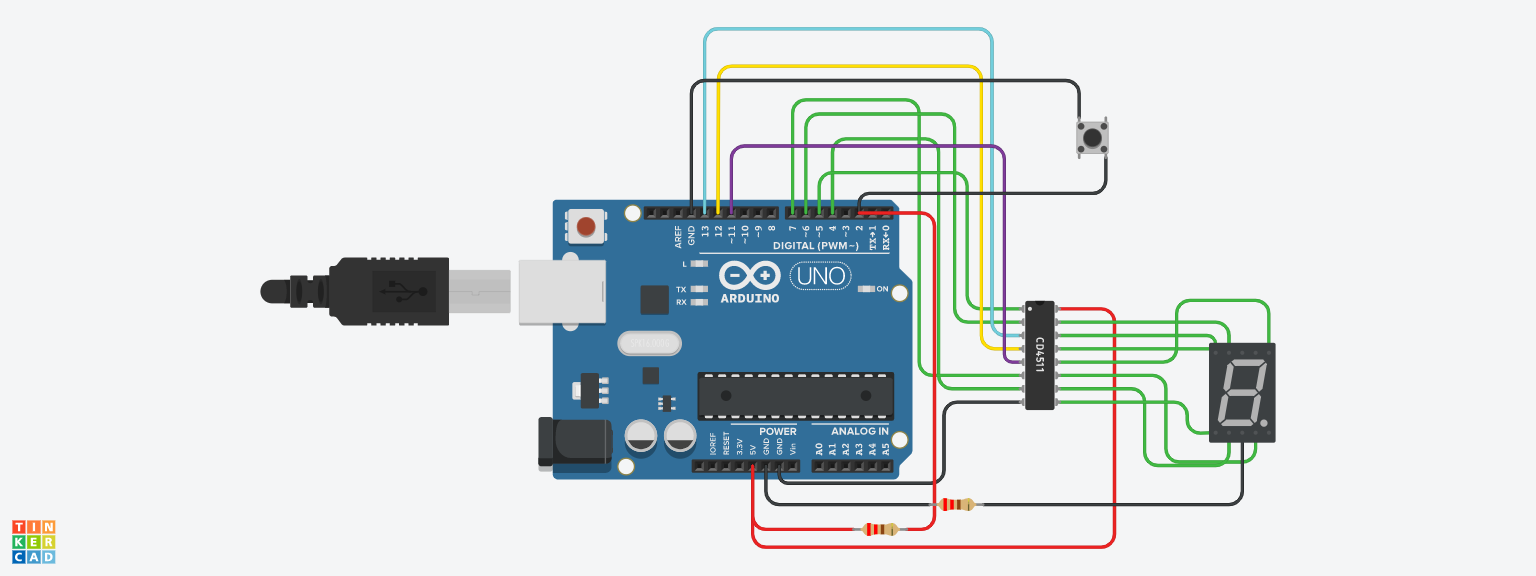 AREF
GND
13
12
~11
~10
~9
8
7
~6
~5
4
~3
2
TX→1
RX←0
DIGITAL (PWM~)
L
TX
RX
ARDUINO
UNO
ON
CD4511
POWER
ANALOG IN
IOREF
RESET
3.3V
5V
GND
GND
Vin
A0
A1
A2
A3
A4
A5
TIN
KER
CAD